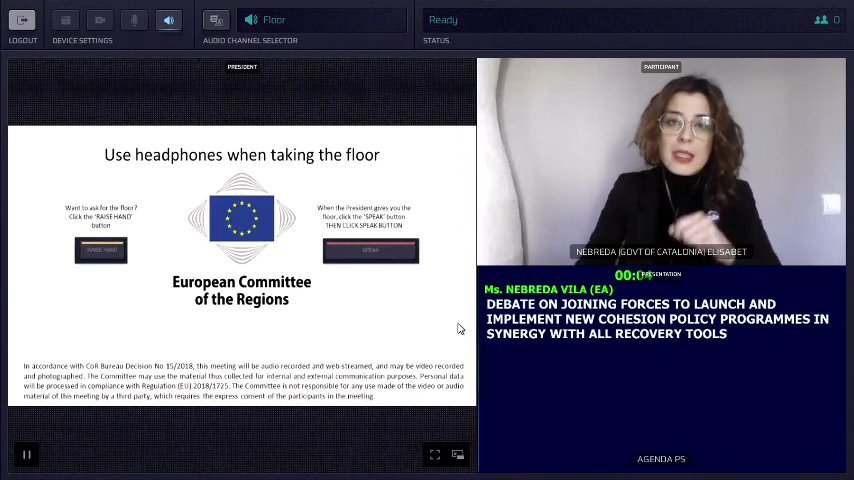 LOGOUT
DEVICE SETTINGS
Floor
AUDIO CHANNEL SELECTOR
Ready
0
STATUS
PRESIDENT
Use headphones when taking the floor
Want to ask for the floor?
Click the 'RAISE HAND'
button
RAISE HAND
When the President gives you the
floor, click the 'SPEAK' button
THEN CLICK SPEAK BUTTON
SPEAK
European Committee
of the Regions
In accordance with CoR Bureau Decision No 15/2018, this meeting will be audio recorded and web-streamed, and may be video recorded
and photographed. The Committee may use the material thus collected for internal and external communication purposes. Personal data
will be processed in compliance with Regulation (EU) 2018/1725. The Committee is not responsible for any use made of the video or audio
material of this meeting by a third party, which requires the express consent of the participants in the meeting.
PARTICIPANT
NEBREDA (GOVT OF CATALONIA) ELISABET
PRESENTATION
Ms. NEBREDA VILA (EA)
DEBATE ON JOINING FORCES TO LAUNCH AND
IMPLEMENT NEW COHESION POLICY PROGRAMMES IN
SYNERGY WITH ALL RECOVERY TOOLS
AGENDA PS